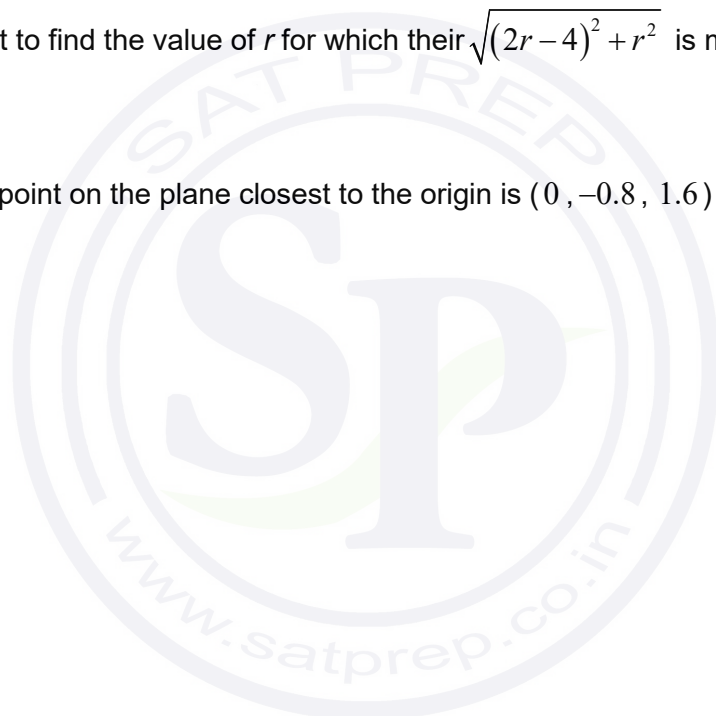 t to find the value of r for which their √((2r − 4)² + r²) is n
point on the plane closest to the origin is (0, −0.8, 1.6)
SAT PREP
SP
www.satprep.co.in